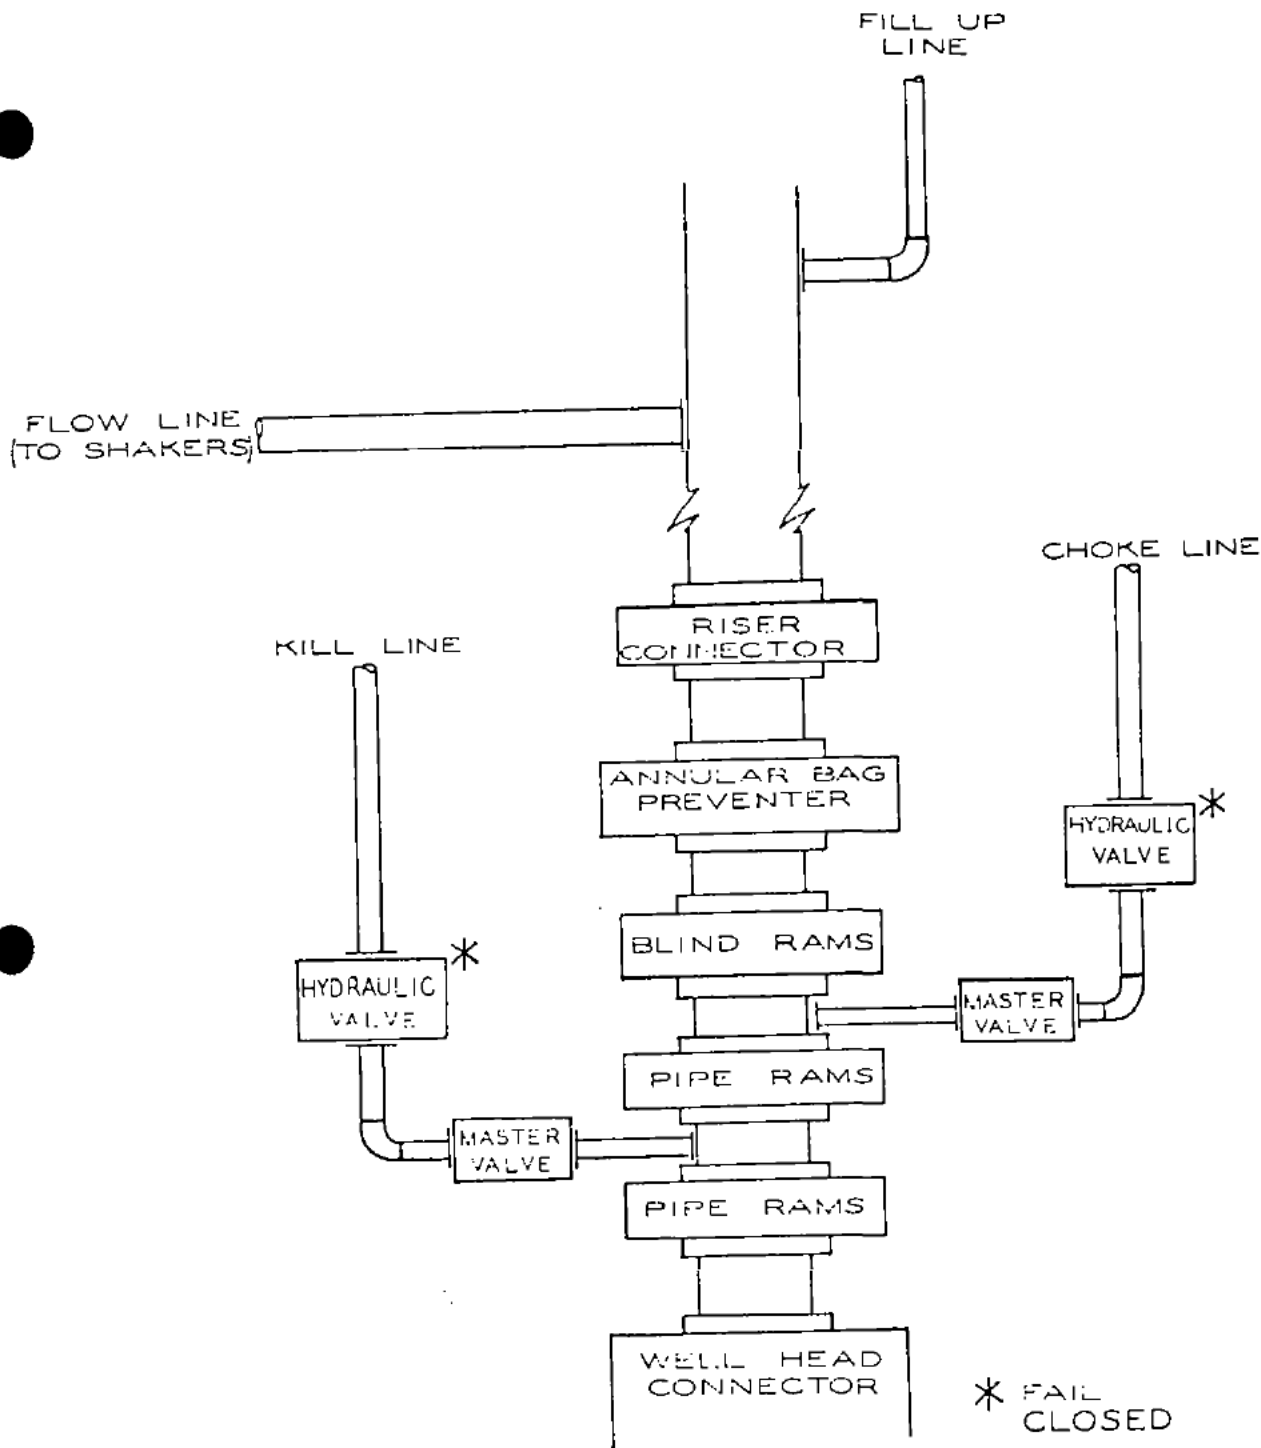 FILL UP
LINE
FLOW LINE
(TO SHAKERS)
CHOKE LINE
RISER
CONNECTOR
KILL LINE
ANNULAR BAG
PREVENTER
*
HYDRAULIC
VALVE
BLIND RAMS
*
HYDRAULIC
VALVE
MASTER
VALVE
PIPE RAMS
MASTER
VALVE
PIPE RAMS
WELL HEAD
CONNECTOR
* FAIL
CLOSED